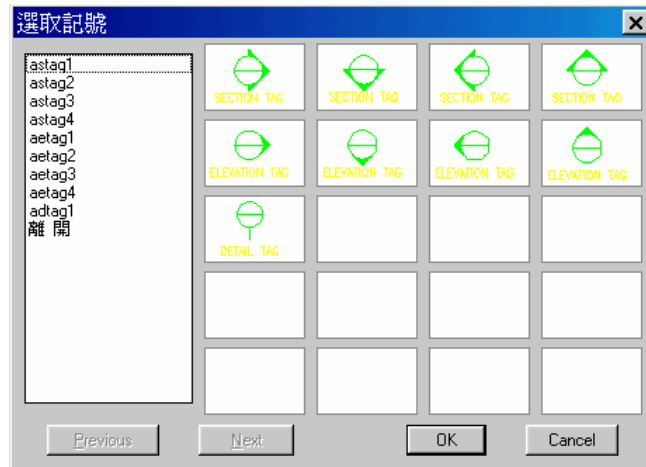 選取記號
astag1
astag2
astag3
astag4
aetag1
aetag2
aetag3
aetag4
adtag1
離 開
SECTION TAG SECTION TAG SECTION TAG SECTION TAG
ELEVATION TAG ELEVATION TAG ELEVATION TAG ELEVATION TAG
DETAIL TAG
Previous Next OK Cancel